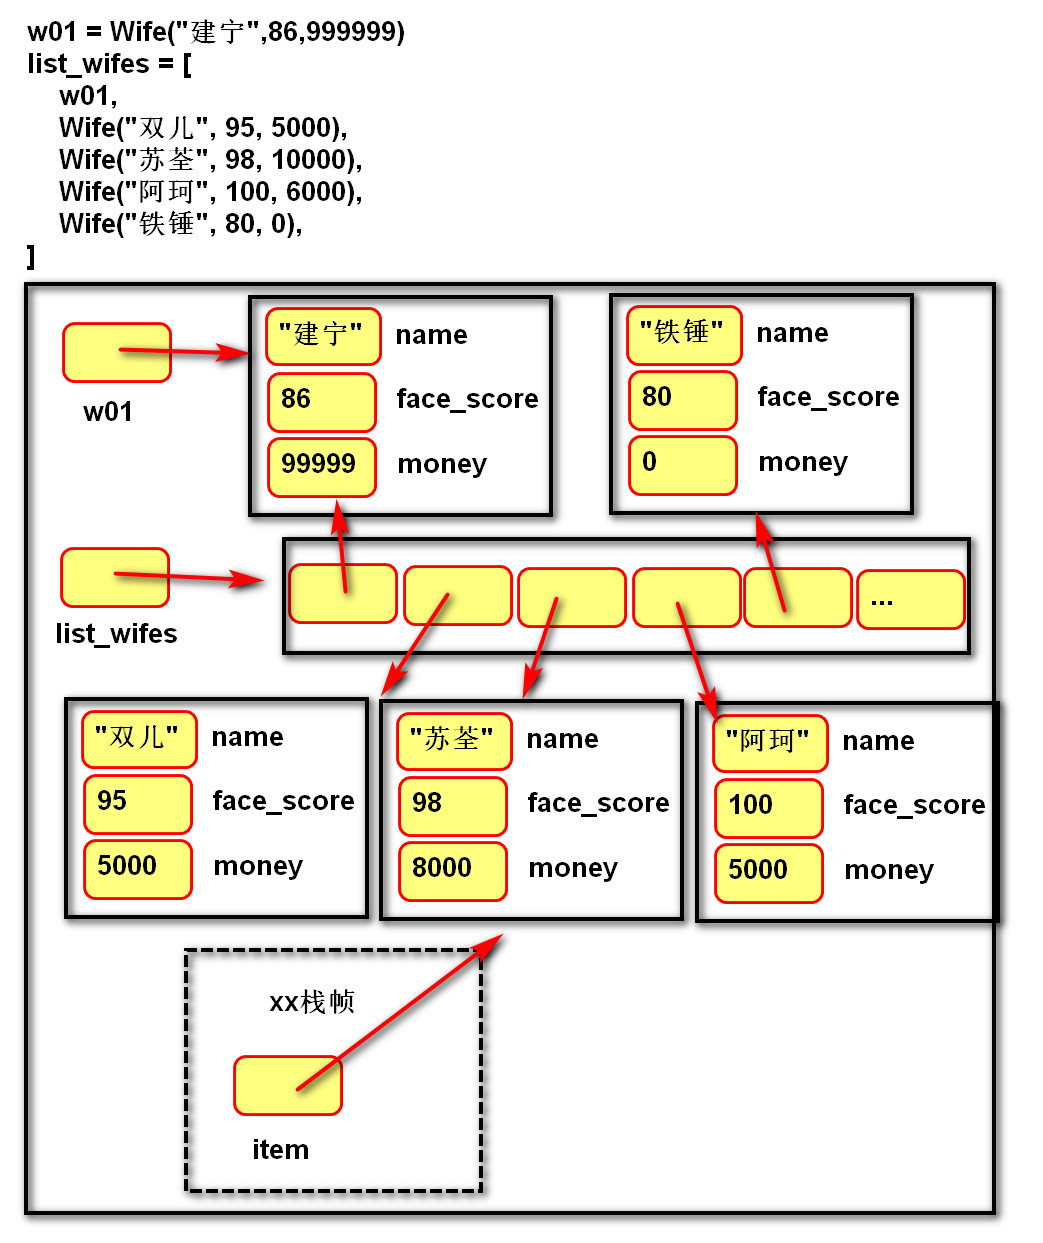 w01 = Wife("建宁",86,999999)
list_wifes = [
w01,
Wife("双儿", 95, 5000),
Wife("苏荃", 98, 10000),
Wife("阿珂", 100, 6000),
Wife("铁锤", 80, 0),
]
"建宁" name
86 face_score
99999 money
w01
"铁锤" name
80 face_score
0 money
list_wifes
...
"双儿" name
95 face_score
5000 money
"苏荃" name
98 face_score
8000 money
"阿珂" name
100 face_score
5000 money
xx栈帧
item